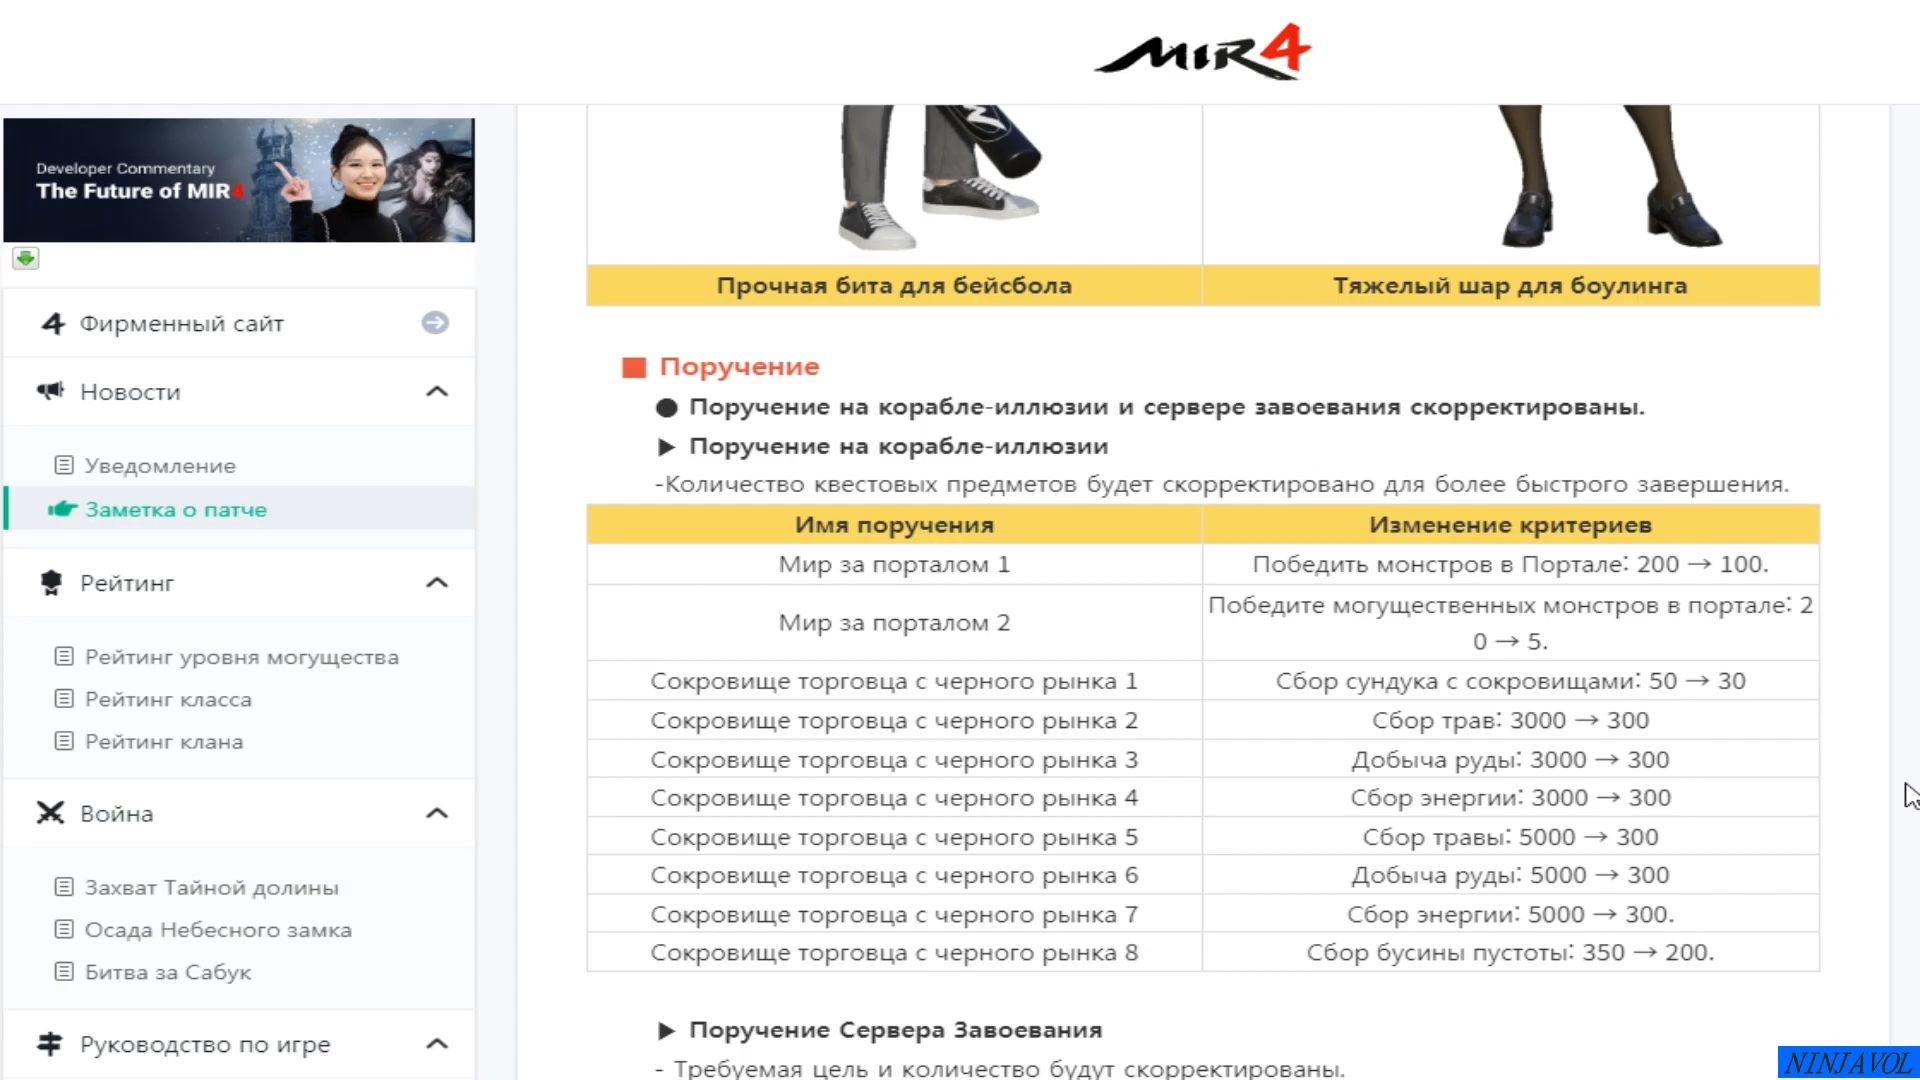 MIR4
Developer Commentary
The Future of MIR4
Фирменный сайт
Новости
Уведомление
Заметка о патче
Рейтинг
Рейтинг уровня могущества
Рейтинг класса
Рейтинг клана
Война
Захват Тайной долины
Осада Небесного замка
Битва за Сабук
Руководство по игре
Прочная бита для бейсбола
Тяжелый шар для боулинга
■ Поручение
● Поручение на корабле-иллюзии и сервере завоевания скорректированы.
▶ Поручение на корабле-иллюзии
-Количество квестовых предметов будет скорректировано для более быстрого завершения.
Имя поручения Изменение критериев
Мир за порталом 1 Победить монстров в Портале: 200 → 100.
Мир за порталом 2 Победите могущественных монстров в портале: 2
0 → 5.
Сокровище торговца с черного рынка 1 Сбор сундука с сокровищами: 50 → 30
Сокровище торговца с черного рынка 2 Сбор трав: 3000 → 300
Сокровище торговца с черного рынка 3 Добыча руды: 3000 → 300
Сокровище торговца с черного рынка 4 Сбор энергии: 3000 → 300
Сокровище торговца с черного рынка 5 Сбор травы: 5000 → 300
Сокровище торговца с черного рынка 6 Добыча руды: 5000 → 300
Сокровище торговца с черного рынка 7 Сбор энергии: 5000 → 300.
Сокровище торговца с черного рынка 8 Сбор бусины пустоты: 350 → 200.
▶ Поручение Сервера Завоевания
- Требуемая цель и количество будут скорректированы.
NINJAVOL